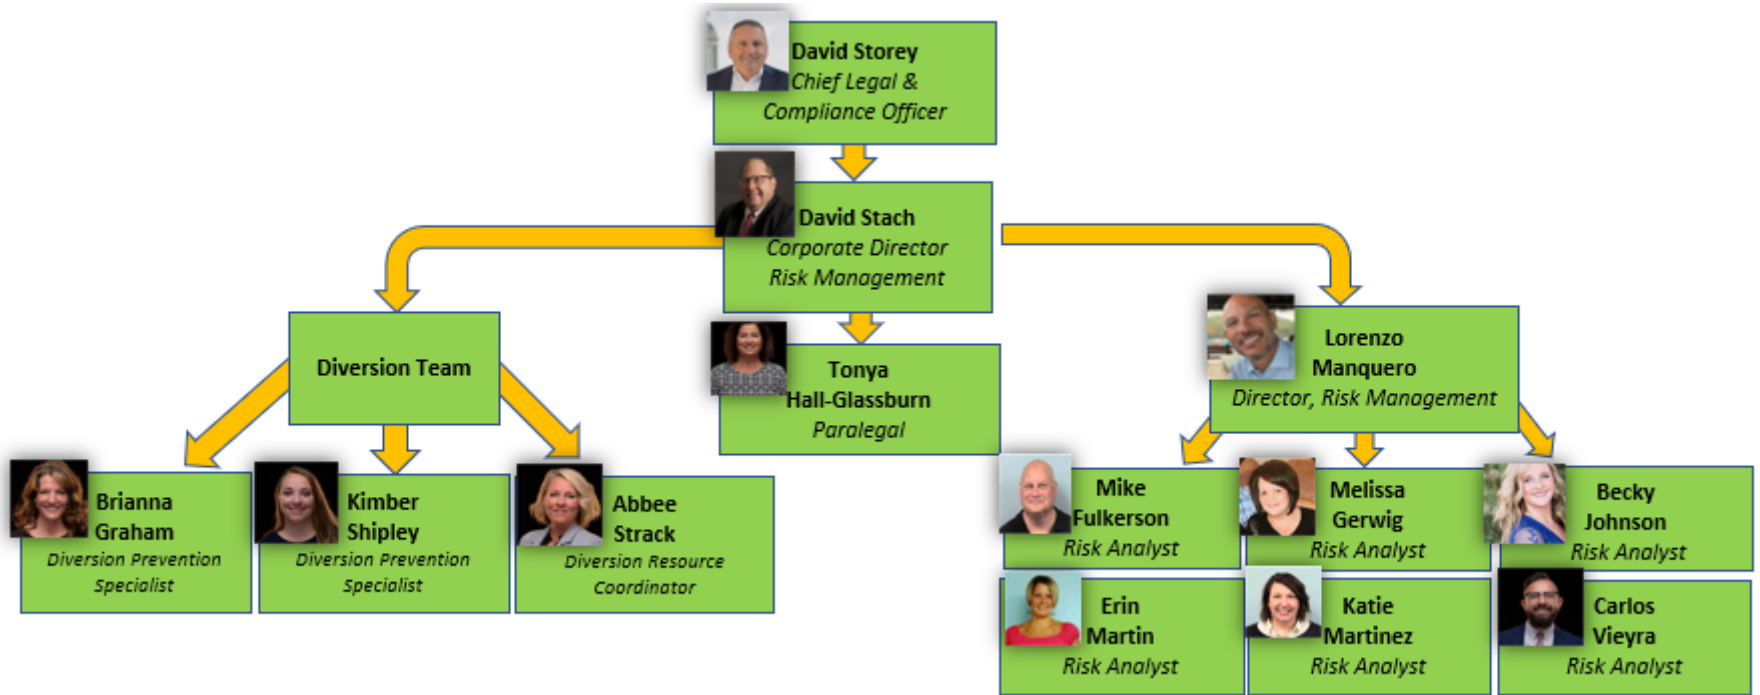 David Storey
Chief Legal &
Compliance Officer
David Stach
Corporate Director
Risk Management
Diversion Team
Tonya
Hall-Glassburn
Paralegal
Lorenzo
Manquero
Director, Risk Management
Brianna
Graham
Diversion Prevention
Specialist
Kimber
Shipley
Diversion Prevention
Specialist
Abbee
Strack
Diversion Resource
Coordinator
Mike
Fulkerson
Risk Analyst
Melissa
Gerwig
Risk Analyst
Becky
Johnson
Risk Analyst
Erin
Martin
Risk Analyst
Katie
Martinez
Risk Analyst
Carlos
Vieyra
Risk Analyst